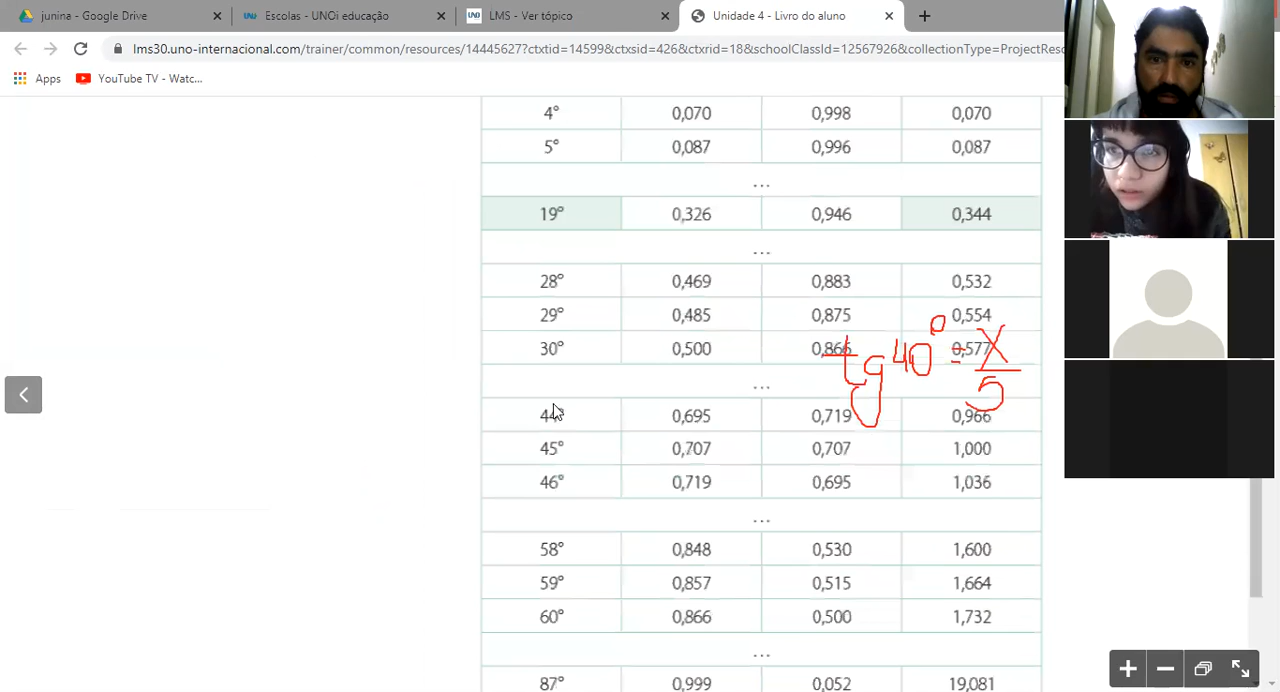 junina - Google Drive
Escolas - UNOi educação
LMS - Ver tópico
Unidade 4 - Livro do aluno
lms30.uno-internacional.com/trainer/common/resources/14445627?ctxtid=14599&ctxsid=426&ctxrid=18&schoolClassId=12567926&collectionType=ProjectReso
Apps
YouTube TV - Watc...
4° 0,070 0,998 0,070
5° 0,087 0,996 0,087
...
19° 0,326 0,946 0,344
...
28° 0,469 0,883 0,532
29° 0,485 0,875 0,554
30° 0,500 0,866 0,577
tg 40° = x/5
...
44° 0,695 0,719 0,966
45° 0,707 0,707 1,000
46° 0,719 0,695 1,036
...
58° 0,848 0,530 1,600
59° 0,857 0,515 1,664
60° 0,866 0,500 1,732
...
87° 0,999 0,052 19,081